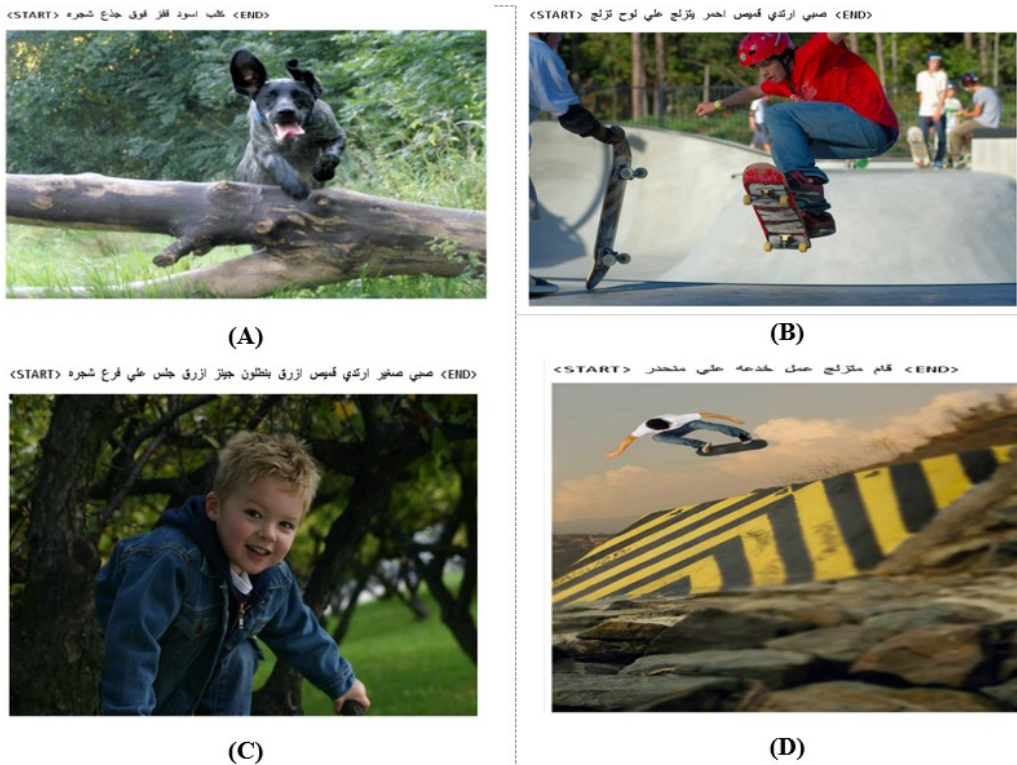 <START> كلب اسود قفز فوق جذع شجره <END>
<START> صبي ارتدي قميص احمر يتزلج علي لوح تزلج <END>
(A)
(B)
<START> صبي صغير ارتدي قميص ازرق بنطلون جينز ازرق جلس علي فرع شجره <END>
<START> قام متزلج عمل خدعه علي منحدر <END>
(C)
(D)